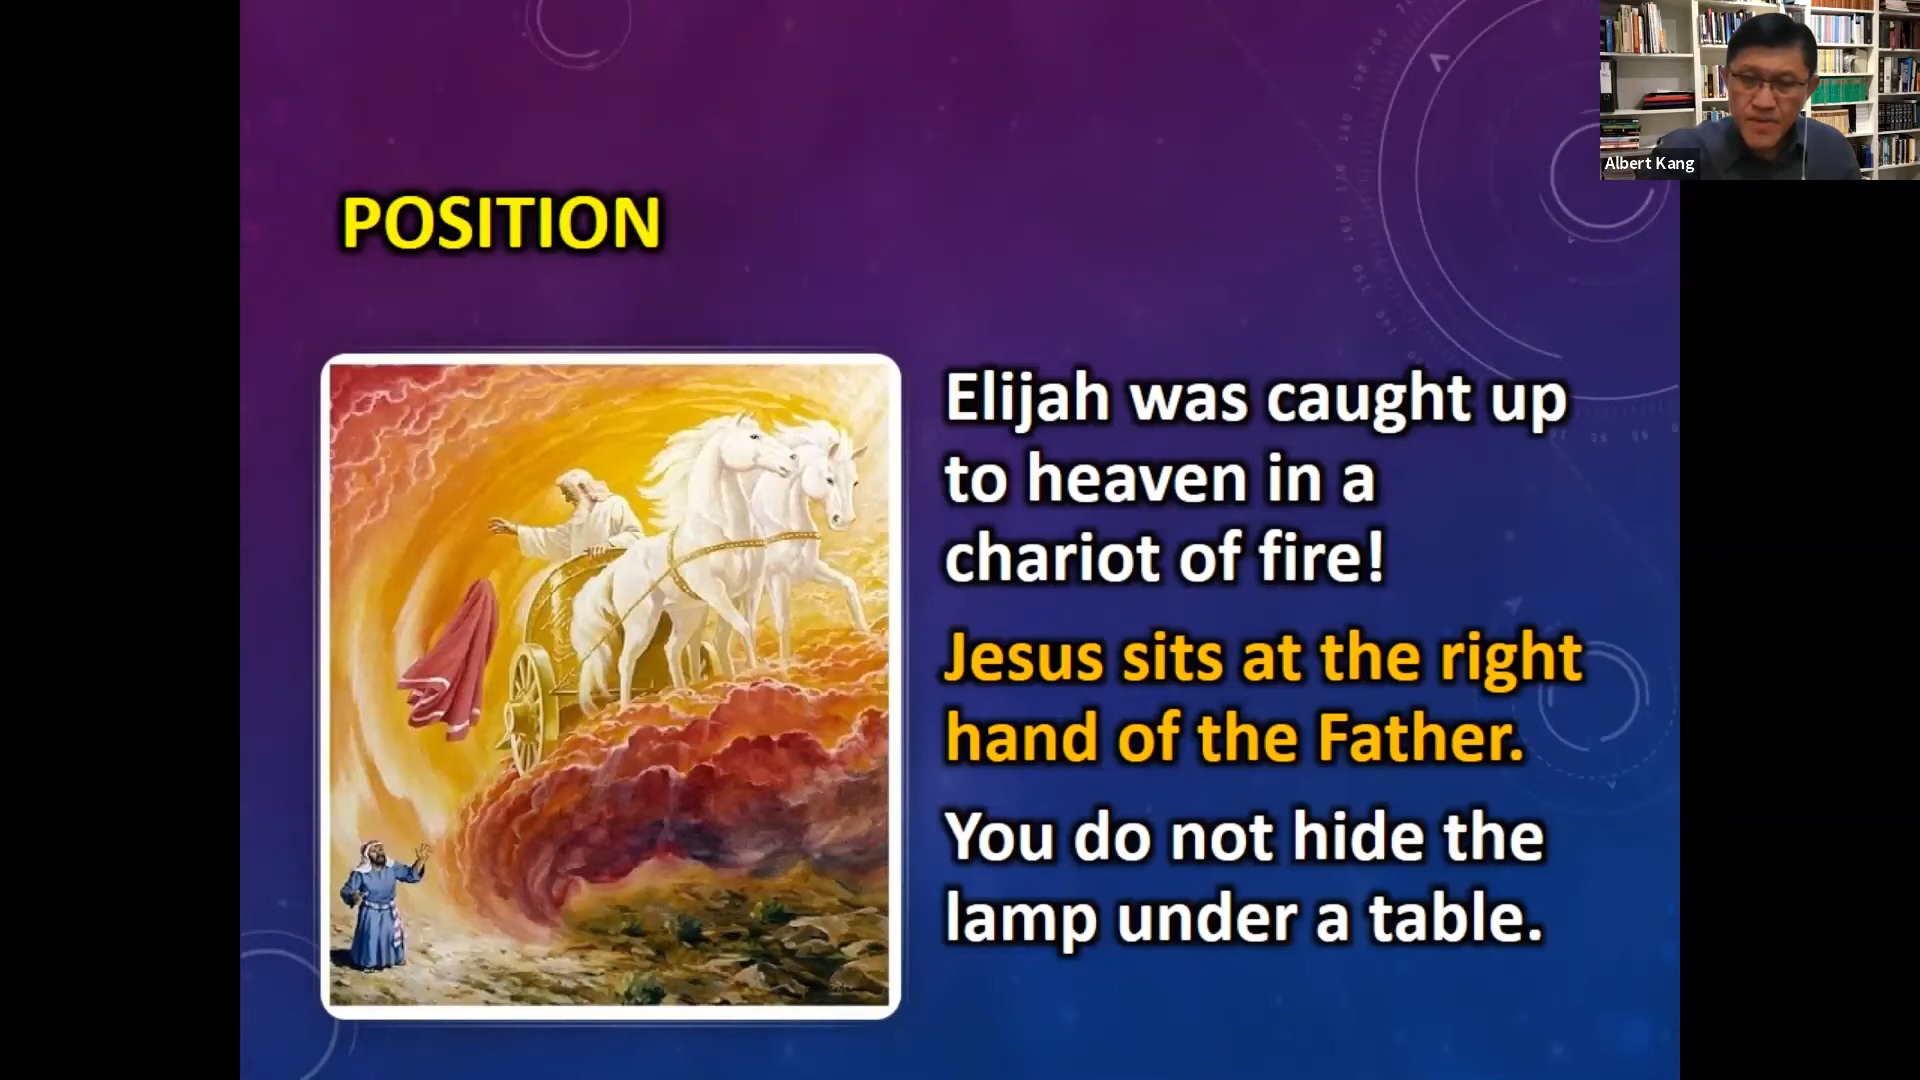 Albert Kang
POSITION
Elijah was caught up
to heaven in a
chariot of fire!
Jesus sits at the right
hand of the Father.
You do not hide the
lamp under a table.